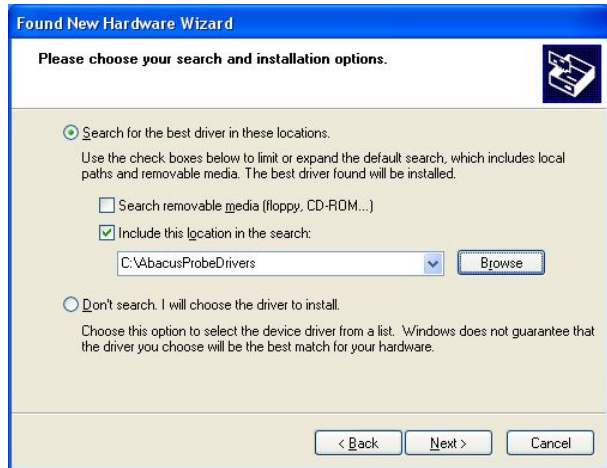 Found New Hardware Wizard
Please choose your search and installation options.
Search for the best driver in these locations.
Use the check boxes below to limit or expand the default search, which includes local
paths and removable media. The best driver found will be installed.
Search removable media (floppy, CD-ROM...)
Include this location in the search:
C:\AbacusProbeDrivers
Browse
Don't search. I will choose the driver to install.
Choose this option to select the device driver from a list. Windows does not guarantee that
the driver you choose will be the best match for your hardware.
< Back Next > Cancel